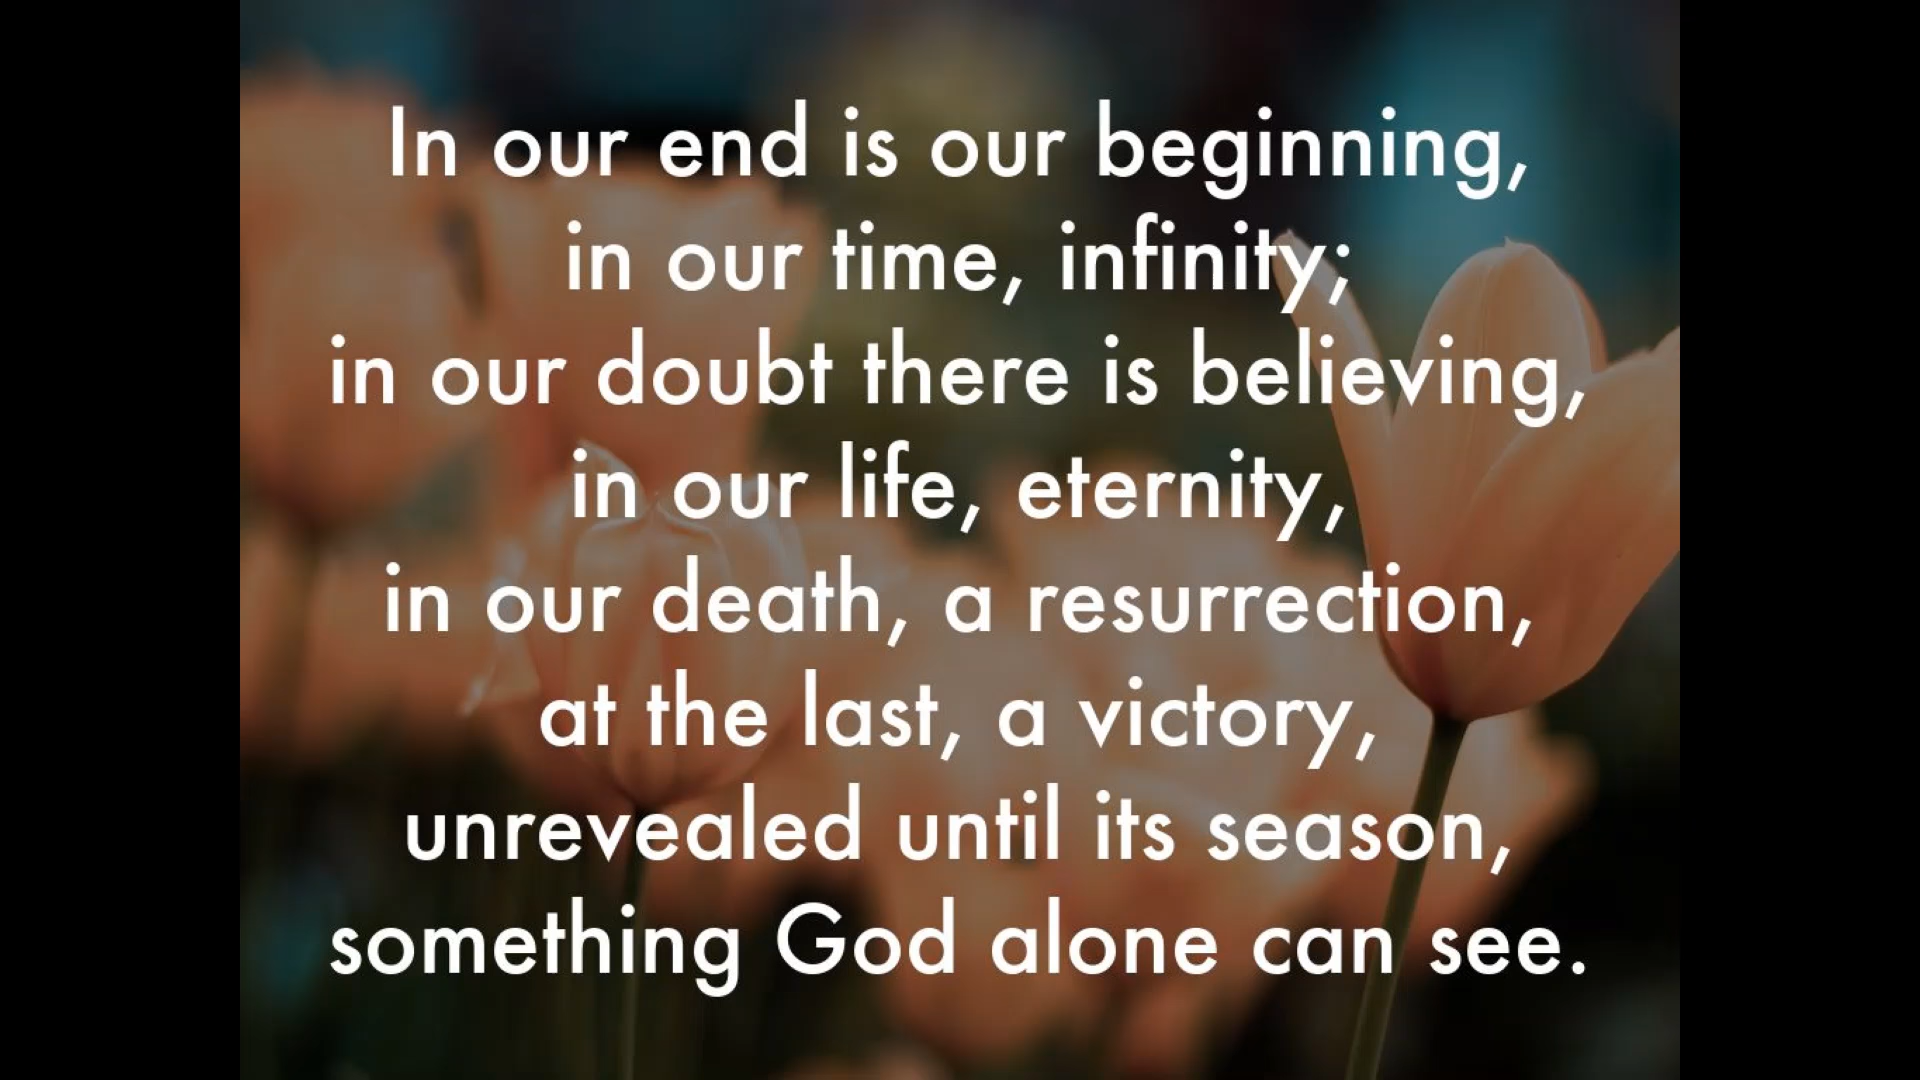 In our end is our beginning,
in our time, infinity;
in our doubt there is believing,
in our life, eternity,
in our death, a resurrection,
at the last, a victory,
unrevealed until its season,
something God alone can see.